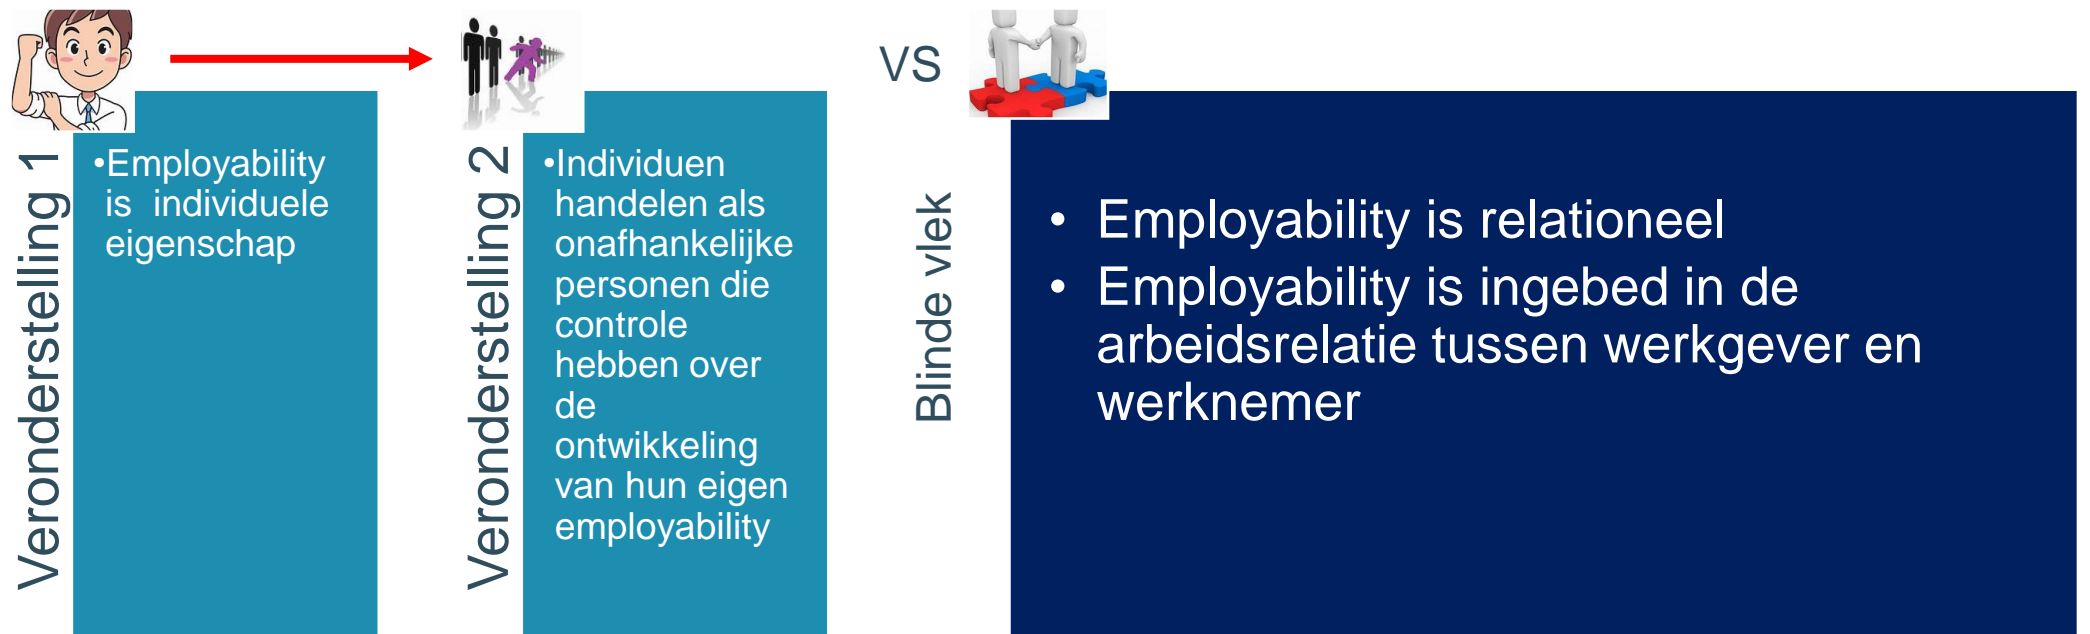 Veronderstelling 1
•Employability
is individuele
eigenschap
Veronderstelling 2
•Individuen
handelen als
onafhankelijke
personen die
controle
hebben over
de
ontwikkeling
van hun eigen
employability
VS
Blinde vlek
• Employability is relationeel
• Employability is ingebed in de
arbeidsrelatie tussen werkgever en
werknemer